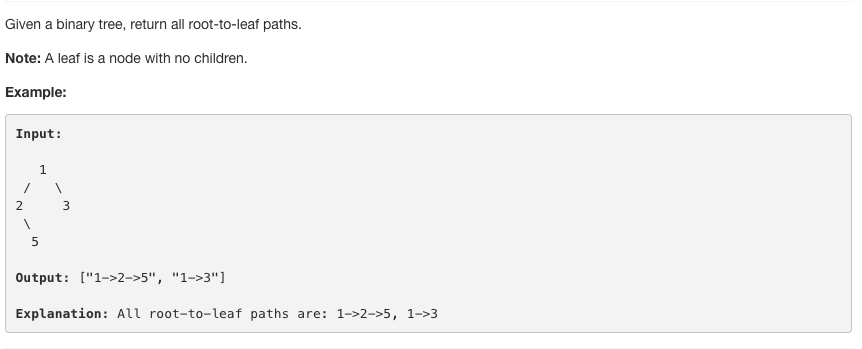 Given a binary tree, return all root-to-leaf paths.
Note: A leaf is a node with no children.
Example:
Input:
   1
 /   \
2     3
 \
  5
Output: ["1->2->5", "1->3"]
Explanation: All root-to-leaf paths are: 1->2->5, 1->3